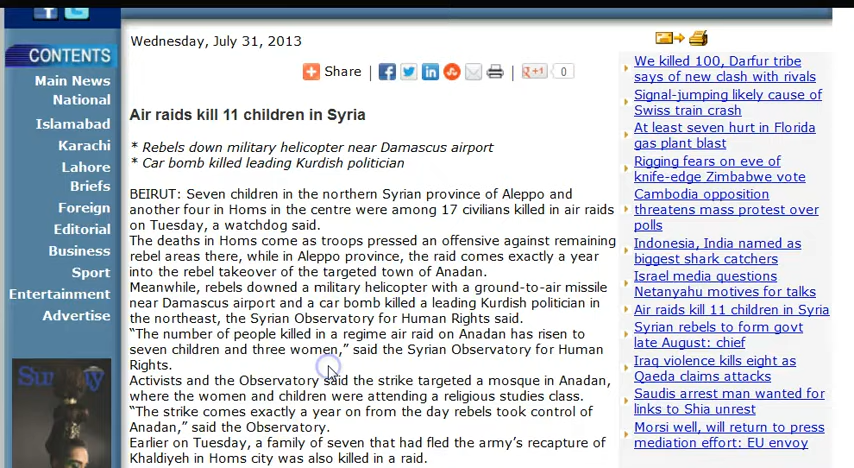 CONTENTS
Main News
National
Islamabad
Karachi
Lahore
Briefs
Foreign
Editorial
Business
Sport
Entertainment
Advertise
Wednesday, July 31, 2013
Share | | +1 0
Air raids kill 11 children in Syria
* Rebels down military helicopter near Damascus airport
* Car bomb killed leading Kurdish politician
BEIRUT: Seven children in the northern Syrian province of Aleppo and
another four in Homs in the centre were among 17 civilians killed in air raids
on Tuesday, a watchdog said.
The deaths in Homs come as troops pressed an offensive against remaining
rebel areas there, while in Aleppo province, the raid comes exactly a year
into the rebel takeover of the targeted town of Anadan.
Meanwhile, rebels downed a military helicopter with a ground-to-air missile
near Damascus airport and a car bomb killed a leading Kurdish politician in
the northeast, the Syrian Observatory for Human Rights said.
“The number of people killed in a regime air raid on Anadan has risen to
seven children and three women,” said the Syrian Observatory for Human
Rights.
Activists and the Observatory said the strike targeted a mosque in Anadan,
where the women and children were attending a religious studies class.
“The strike comes exactly a year on from the day rebels took control of
Anadan,” said the Observatory.
Earlier on Tuesday, a family of seven that had fled the army’s recapture of
Khaldiyeh in Homs city was also killed in a raid.
We killed 100, Darfur tribe
says of new clash with rivals
Signal-jumping likely cause of
Swiss train crash
At least seven hurt in Florida
gas plant blast
Rigging fears on eve of
knife-edge Zimbabwe vote
Cambodia opposition
threatens mass protest over
polls
Indonesia, India named as
biggest shark catchers
Israel media questions
Netanyahu motives for talks
Air raids kill 11 children in Syria
Syrian rebels to form govt
late August: chief
Iraq violence kills eight as
Qaeda claims attacks
Saudis arrest man wanted for
links to Shia unrest
Morsi well, will return to press
mediation effort: EU envoy